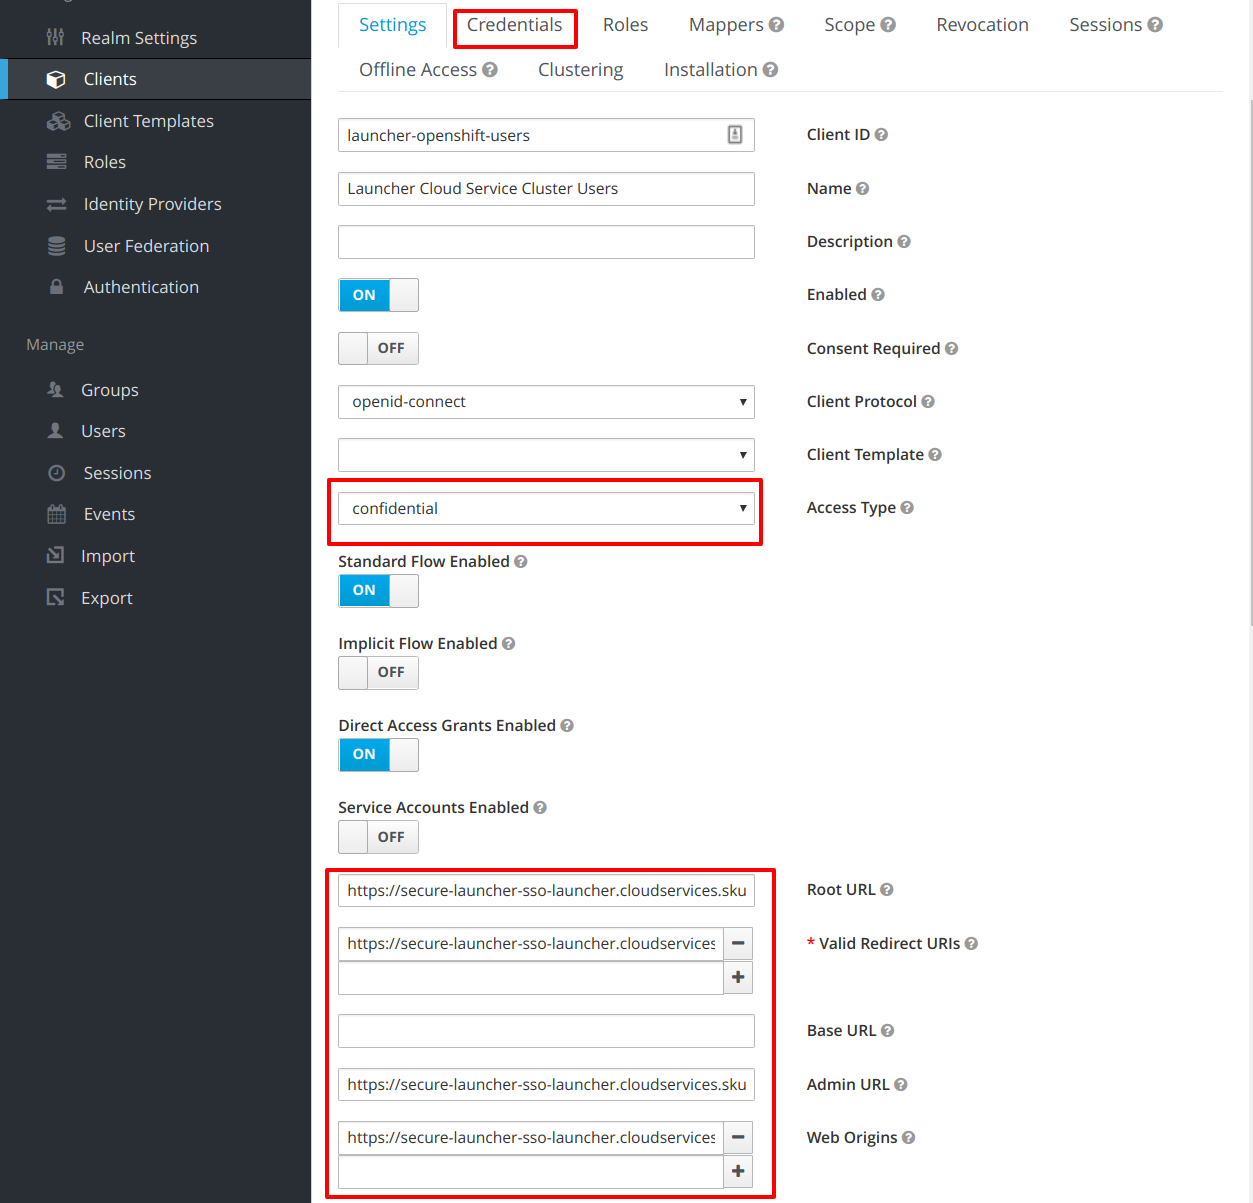 Realm Settings
Clients
Client Templates
Roles
Identity Providers
User Federation
Authentication
Manage
Groups
Users
Sessions
Events
Import
Export
Settings Credentials Roles Mappers Scope Revocation Sessions
Offline Access Clustering Installation
launcher-openshift-users Client ID
Launcher Cloud Service Cluster Users Name
Description
ON Enabled
OFF Consent Required
openid-connect Client Protocol
Client Template
confidential Access Type
Standard Flow Enabled
ON
Implicit Flow Enabled
OFF
Direct Access Grants Enabled
ON
Service Accounts Enabled
OFF
https://secure-launcher-sso-launcher.cloudservices.sku Root URL
https://secure-launcher-sso-launcher.cloudservices * Valid Redirect URIs
Base URL
https://secure-launcher-sso-launcher.cloudservices.sku Admin URL
https://secure-launcher-sso-launcher.cloudservices Web Origins